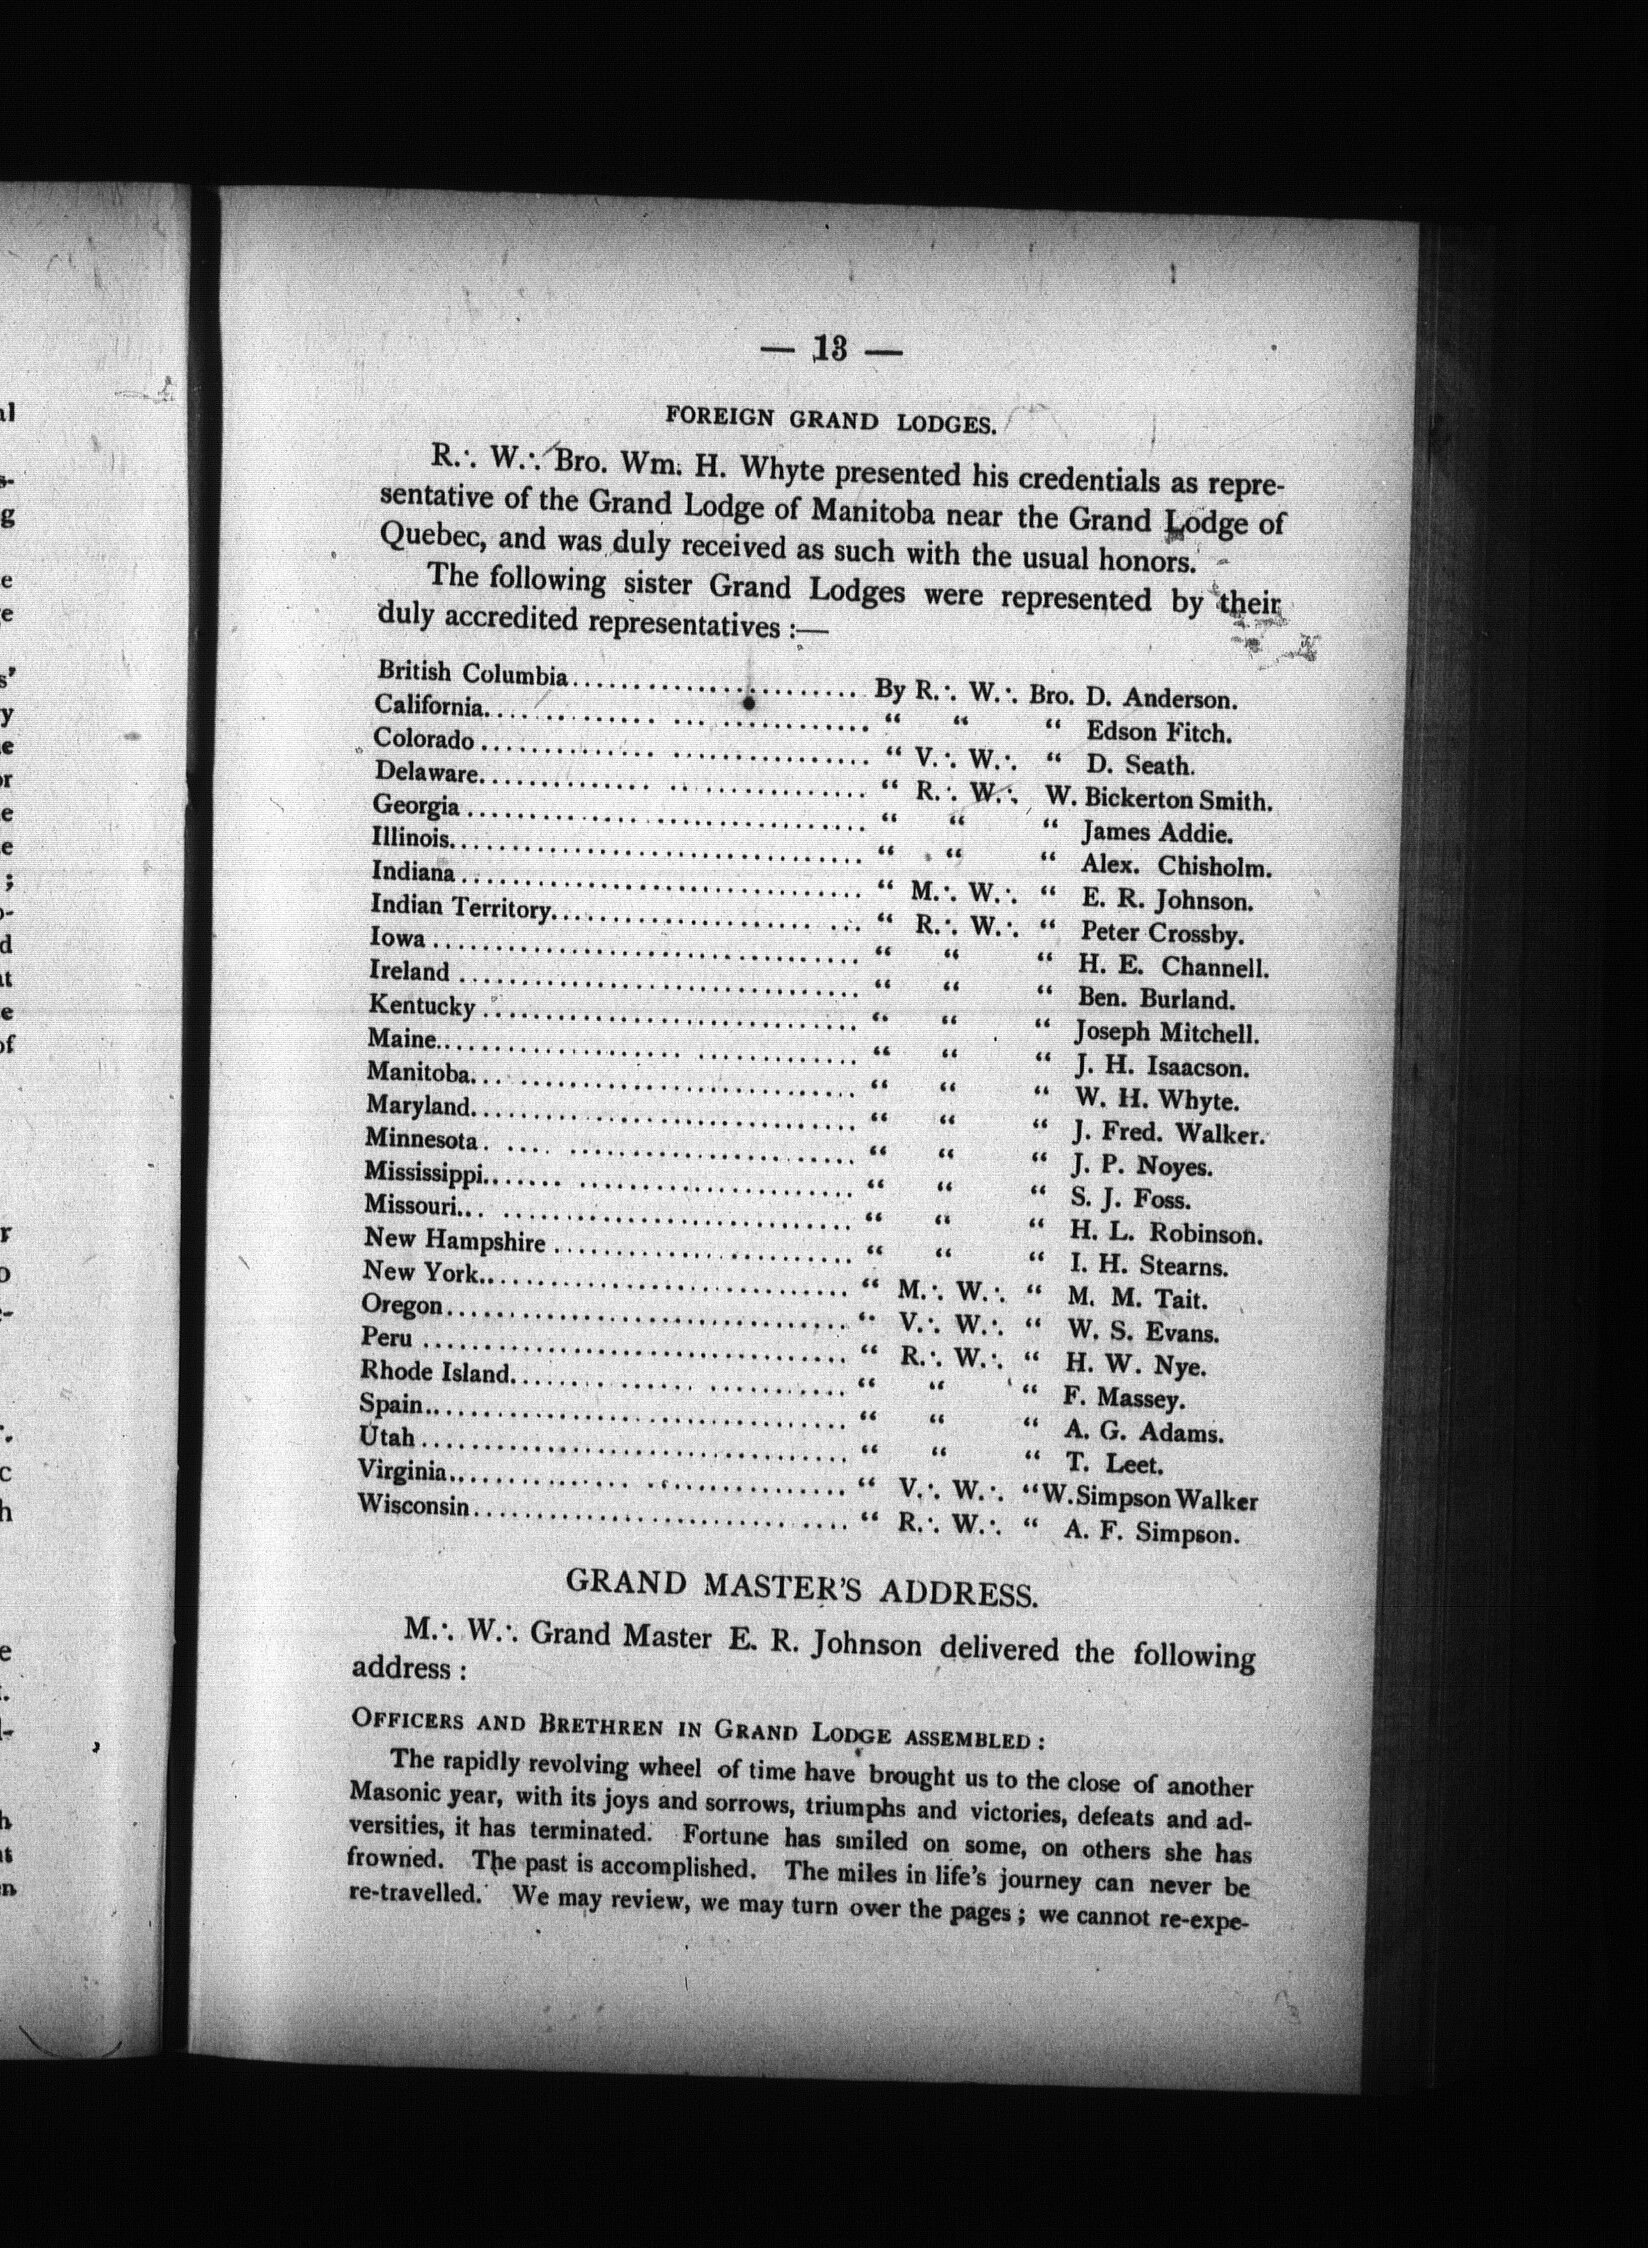 — 13 —
FOREIGN GRAND LODGES.
R∴ W∴ Bro. Wm. H. Whyte presented his credentials as repre-
sentative of the Grand Lodge of Manitoba near the Grand Lodge of
Quebec, and was duly received as such with the usual honors.
The following sister Grand Lodges were represented by their
duly accredited representatives :—
British Columbia........................ By R∴ W∴ Bro. D. Anderson.
California................................ “ “ “ Edson Fitch.
Colorado................................ “ V∴ W∴ “ D. Seath.
Delaware................................ “ R∴ W∴ W. Bickerton Smith.
Georgia................................ “ “ “ James Addie.
Illinois................................ “ “ “ Alex. Chisholm.
Indiana................................ “ M∴ W∴ “ E. R. Johnson.
Indian Territory........................ “ R∴ W∴ “ Peter Crossby.
Iowa................................ “ “ “ H. E. Channell.
Ireland................................ “ “ “ Ben. Burland.
Kentucky................................ “ “ “ Joseph Mitchell.
Maine................................ “ “ “ J. H. Isaacson.
Manitoba................................ “ “ “ W. H. Whyte.
Maryland................................ “ “ “ J. Fred. Walker.
Minnesota................................ “ “ “ J. P. Noyes.
Mississippi................................ “ “ “ S. J. Foss.
Missouri................................ “ “ “ H. L. Robinson.
New Hampshire........................ “ “ “ I. H. Stearns.
New York................................ “ M∴ W∴ “ M. M. Tait.
Oregon................................ “ V∴ W∴ “ W. S. Evans.
Peru................................ “ R∴ W∴ “ H. W. Nye.
Rhode Island........................ “ “ “ F. Massey.
Spain................................ “ “ “ A. G. Adams.
Utah................................ “ “ “ T. Leet.
Virginia................................ “ V∴ W∴ “ W. Simpson Walker
Wisconsin................................ “ R∴ W∴ “ A. F. Simpson.
GRAND MASTER'S ADDRESS.
M∴ W∴ Grand Master E. R. Johnson delivered the following
address :
OFFICERS AND BRETHREN IN GRAND LODGE ASSEMBLED :
The rapidly revolving wheel of time have brought us to the close of another
Masonic year, with its joys and sorrows, triumphs and victories, defeats and ad-
versities, it has terminated. Fortune has smiled on some, on others she has
frowned. The past is accomplished. The miles in life's journey can never be
re-travelled. We may review, we may turn over the pages ; we cannot re-expe-